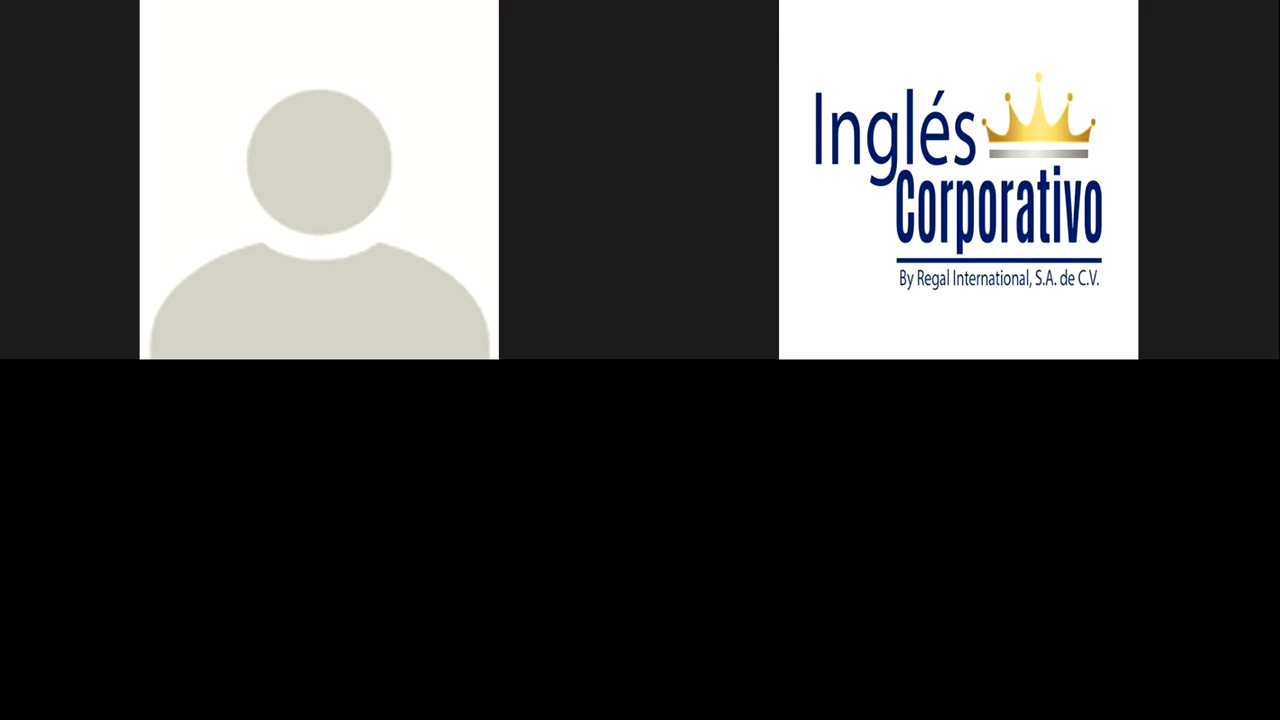 Inglés
Corporativo
By Regal International, S.A. de C.V.